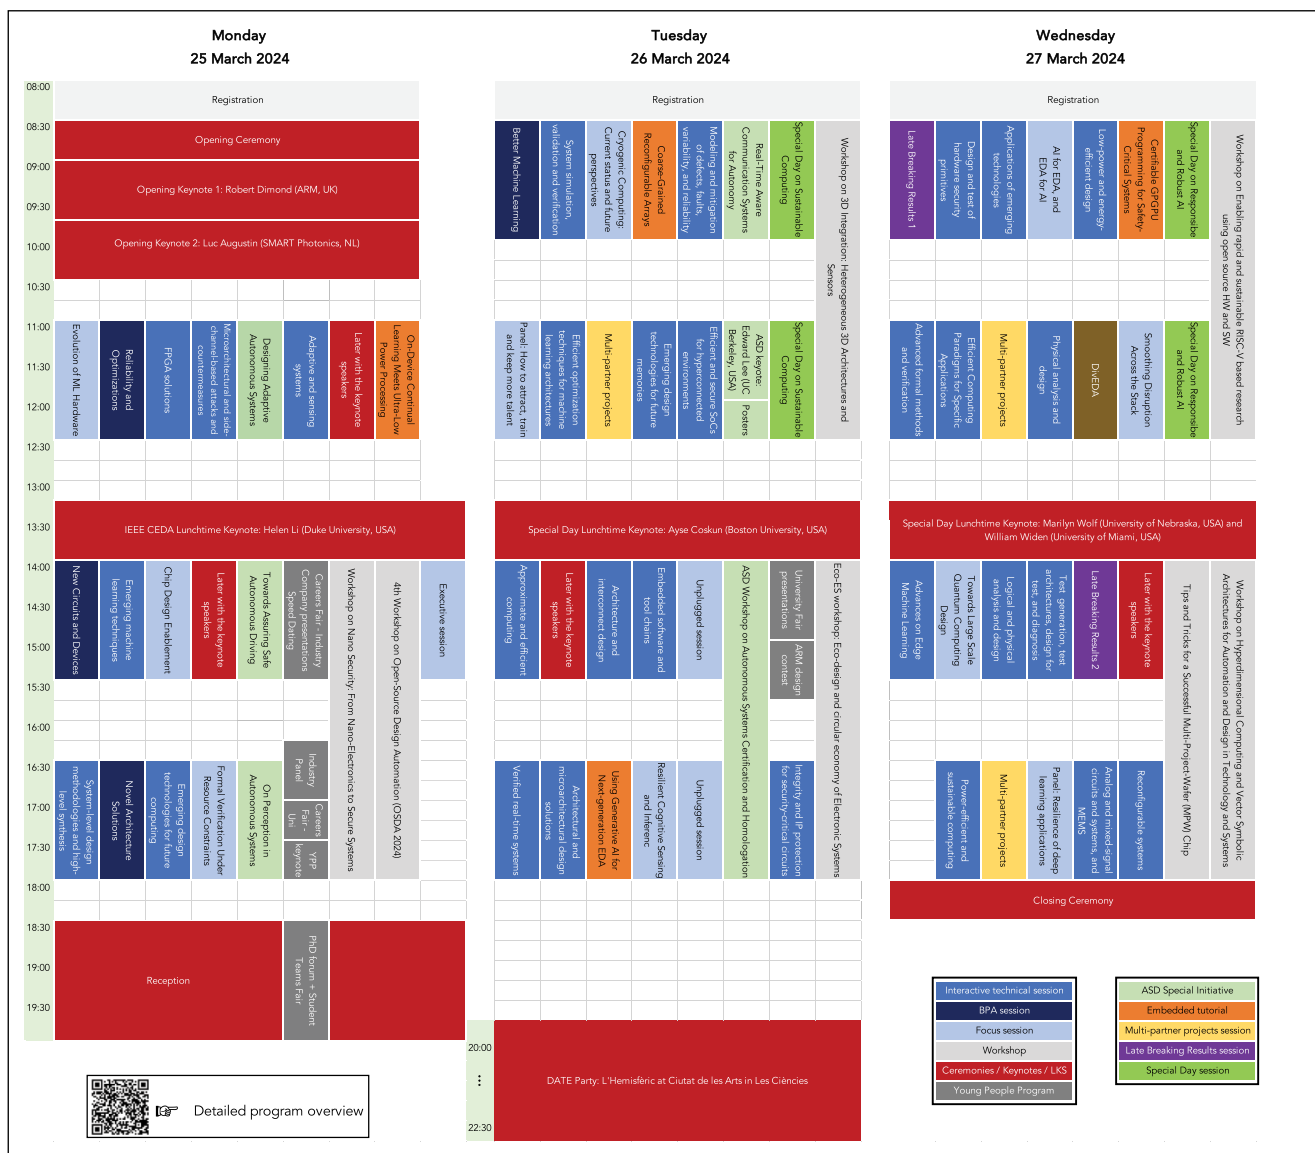 Monday
25 March 2024
Tuesday
26 March 2024
Wednesday
27 March 2024
08:00
08:30
09:00
09:30
10:00
10:30
11:00
11:30
12:00
12:30
13:00
13:30
14:00
14:30
15:00
15:30
16:00
16:30
17:00
17:30
18:00
18:30
19:00
19:30
Registration
Opening Ceremony
Opening Keynote 1: Robert Dimond (ARM, UK)
Opening Keynote 2: Luc Augustin (SMART Photonics, NL)
Evolution of ML Hardware
Reliability and
Optimizations
FPGA solutions
Microarchitectural and side-
channel-based attacks and
countermeasures
Designing Adaptive
Autonomous Systems
Adaptive and sensing
systems
Later with the keynote
speakers
On-Device Continual
Learning Meets Ultra-Low
Power Processing
IEEE CEDA Lunchtime Keynote: Helen Li (Duke University, USA)
New Circuits and Devices
Emerging machine
learning techniques
Chip Design Enablement
Later with the keynote
speakers
Towards Assuring Safe
Autonomous Driving
Careers Fair - Industry
Company presentations
Speed Dating
Workshop on Nano Security: From Nano-Electronics to Secure Systems
4th Workshop on Open-Source Design Automation (OSDA 2024)
Executive session
System-level design
methodologies and high-
level synthesis
Novel Architecture
Solutions
Emerging design
technologies for future
computing
Formal Verification Under
Resource Constraints
On Perception in
Autonomous Systems
Industry
Panel
Careers
Fair -
Uni
YPP
keynote
Reception
PhD forum + Student
Teams Fair
Registration
Better Machine Learning
System simulation,
validation and verification
Cryogenic Computing:
Current status and future
perspectives
Coarse-Grained
Reconfigurable Arrays
Modeling and mitigation
of defects, faults,
variability, and reliability
Real-Time Aware
Communication Systems
for Autonomy
Special Day on Sustainable
Computing
Workshop on 3D Integration: Heterogeneous 3D Architectures and
Sensors
Panel: How to attract, train
and keep more talent
Efficient optimization
techniques for machine
learning architectures
Multi-partner projects
Emerging design
technologies for future
memories
Efficient and secure SoCs
for hyperconnected
environments
ASD keyote:
Edward Lee (UC
Berkeley, USA)
Posters
Special Day on Sustainable
Computing
Special Day Lunchtime Keynote: Ayse Coskun (Boston University, USA)
Approximate and efficient
computing
Later with the keynote
speakers
Architecture and
interconnected design
Embedded software and
tool chains
Unplugged session
ASD Workshop on Autonomous Systems Certification and Homologation
University Fair
presentations
ARM design
contest
Eco-ES workshop: Eco-design and circular economy of Electronic Systems
Verified real-time systems
Architectural and
microarchitectural design
solutions
Using Generative AI for
Next-generation EDA
Resilient Cognitive Sensing
and Inferenc
Unplugged session
Integrity and IP protection
for security-critical circuits
20:00
...
22:30
DATE Party: L'Hemisfèric at Ciutat de les Arts in Les Ciències
Registration
Late Breaking Results 1
Design and test of
hardware security
primitives
Applications of emerging
technologies
AI for EDA, and
EDA for AI
Low-power and energy-
efficient design
Certifiable GPGPU
Programming for Safety-
Critical Systems
Special Day on Responsible
and Robust AI
Workshop on Enabling rapid and sustainable RISC-V based research
using open source HW and SW
Advanced formal methods
and verification
Efficient Computing
Paradigms for Specific
Applications
Multi-partner projects
Physical analysis and
design
DivEDA
Smoothing Disruption
Across the Stack
Special Day on Responsible
and Robust AI
Special Day Lunchtime Keynote: Marilyn Wolf (University of Nebraska, USA) and
William Widen (University of Miami, USA)
Advances on Edge
Machine Learning
Towards Large Scale
Quantum Computing
Design
Logical and physical
analysis and design
Test generation, test
architectures, design for
test, and diagnosis
Late Breaking Results 2
Later with the keynote
speakers
Tips and Tricks for a Successful Multi-Project-Wafer (MPW) Chip
Workshop on Hyperdimensional Computing and Vector Symbolic
Architectures for Automation and Design in Technology and Systems
Power-efficient and
sustainable computing
Multi-partner projects
Panel: Resilience of deep
learning applications
Analog and mixed-signal
circuits and systems, and
MEMS
Reconfigurable systems
Closing Ceremony
Interactive technical session
BPA session
Focus session
Workshop
Ceremonies / Keynotes / LKS
Young People Program
ASD Special Initiative
Embedded tutorial
Multi-partner projects session
Late Breaking Results session
Special Day session
Detailed program overview